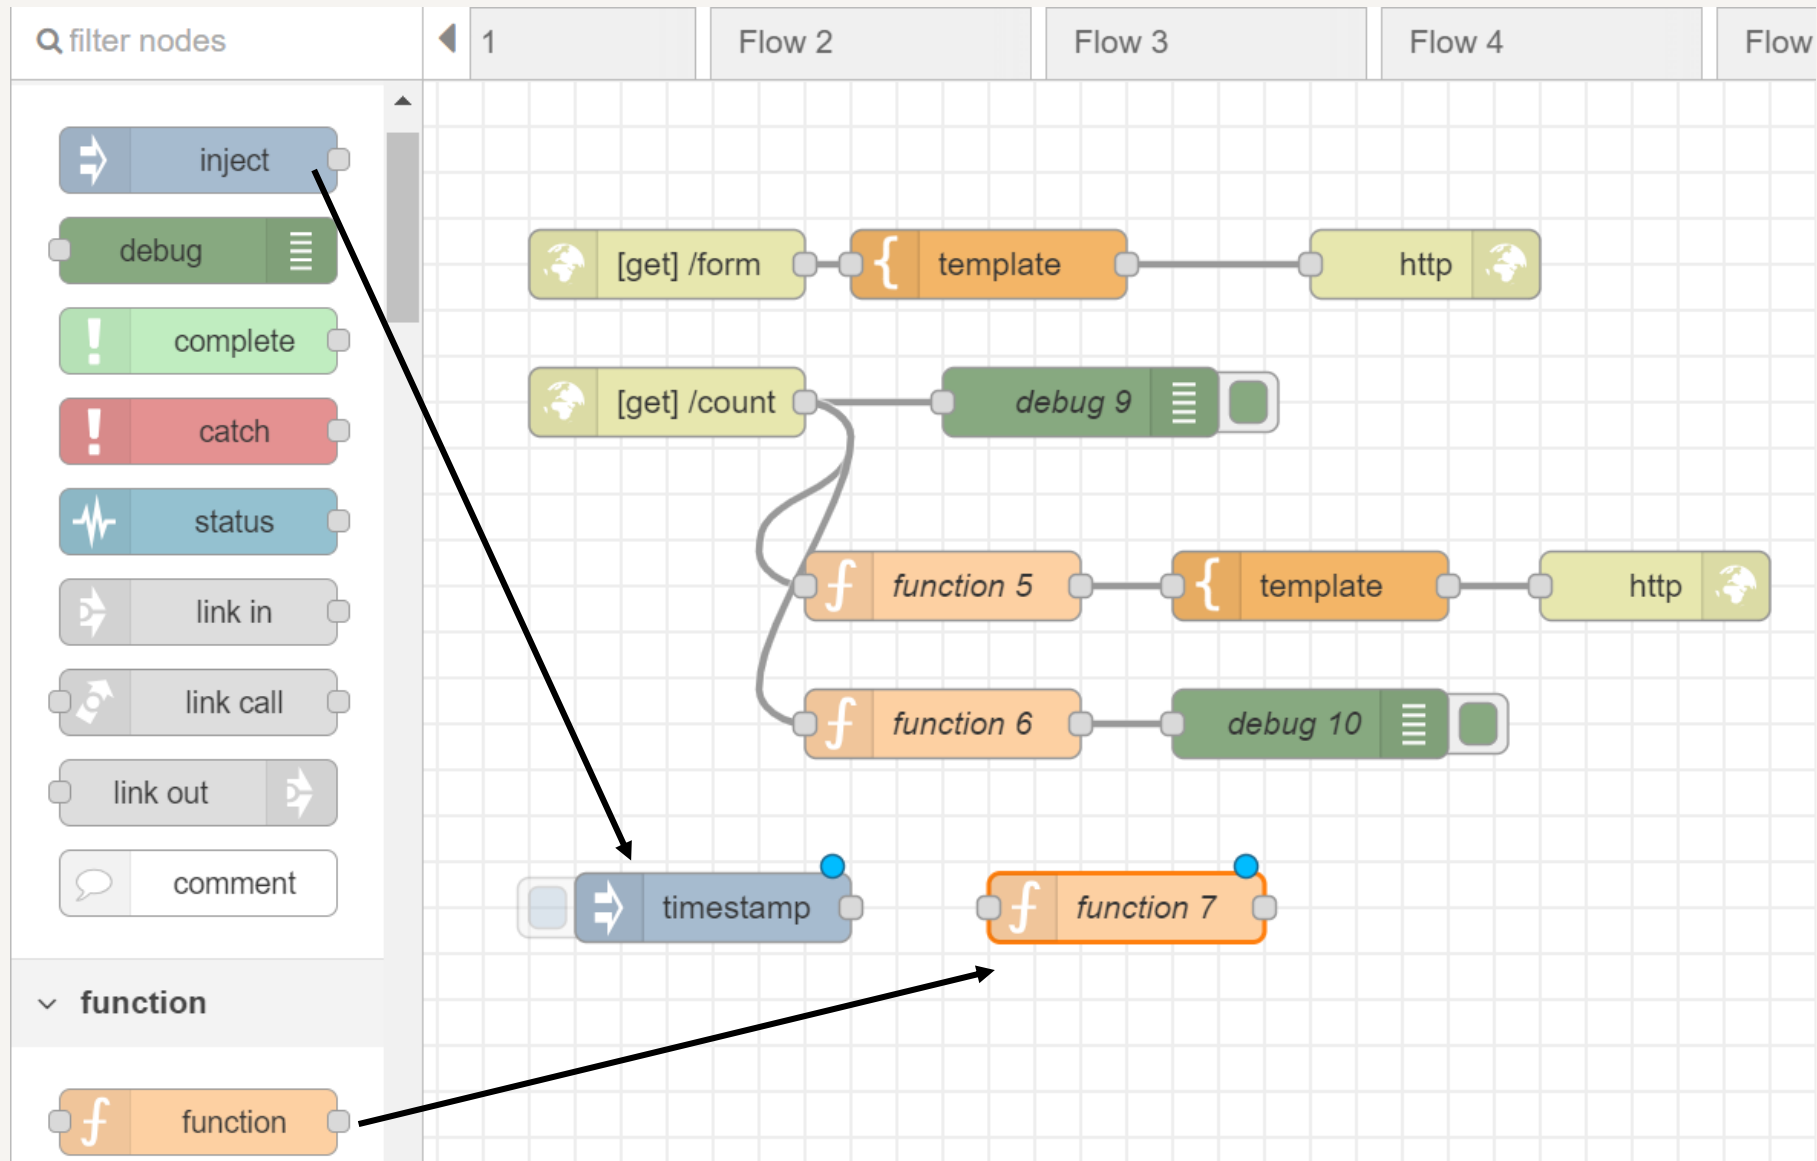 filter nodes
1
Flow 2
Flow 3
Flow 4
Flow
inject
debug
complete
catch
status
link in
link call
link out
comment
function
function
[get] /form
template
http
[get] /count
debug 9
function 5
template
http
function 6
debug 10
timestamp
function 7